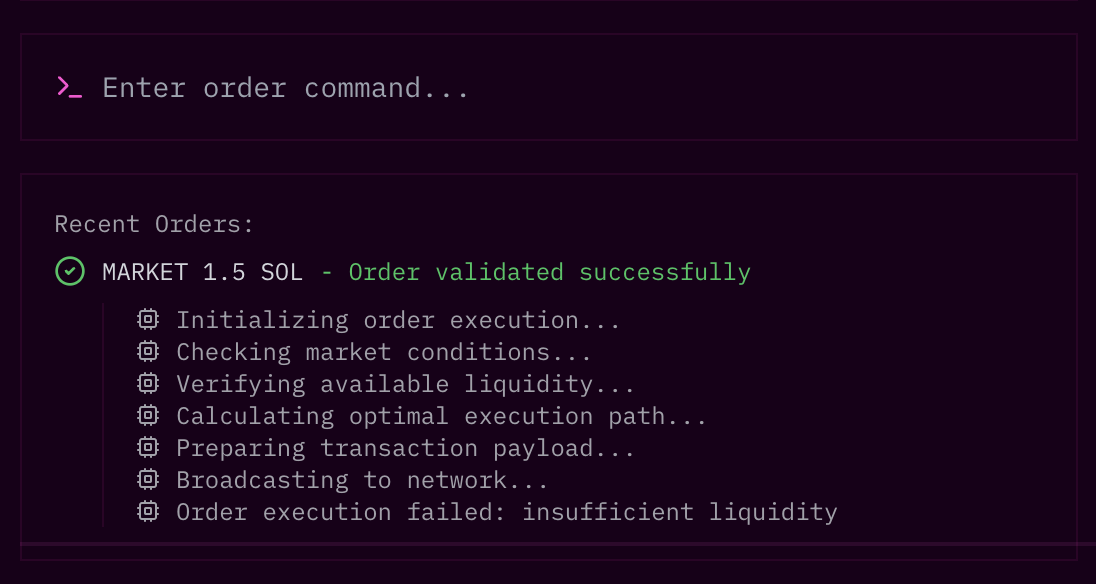 >_ Enter order command...
Recent Orders:
MARKET 1.5 SOL - Order validated successfully
Initializing order execution...
Checking market conditions...
Verifying available liquidity...
Calculating optimal execution path...
Preparing transaction payload...
Broadcasting to network...
Order execution failed: insufficient liquidity